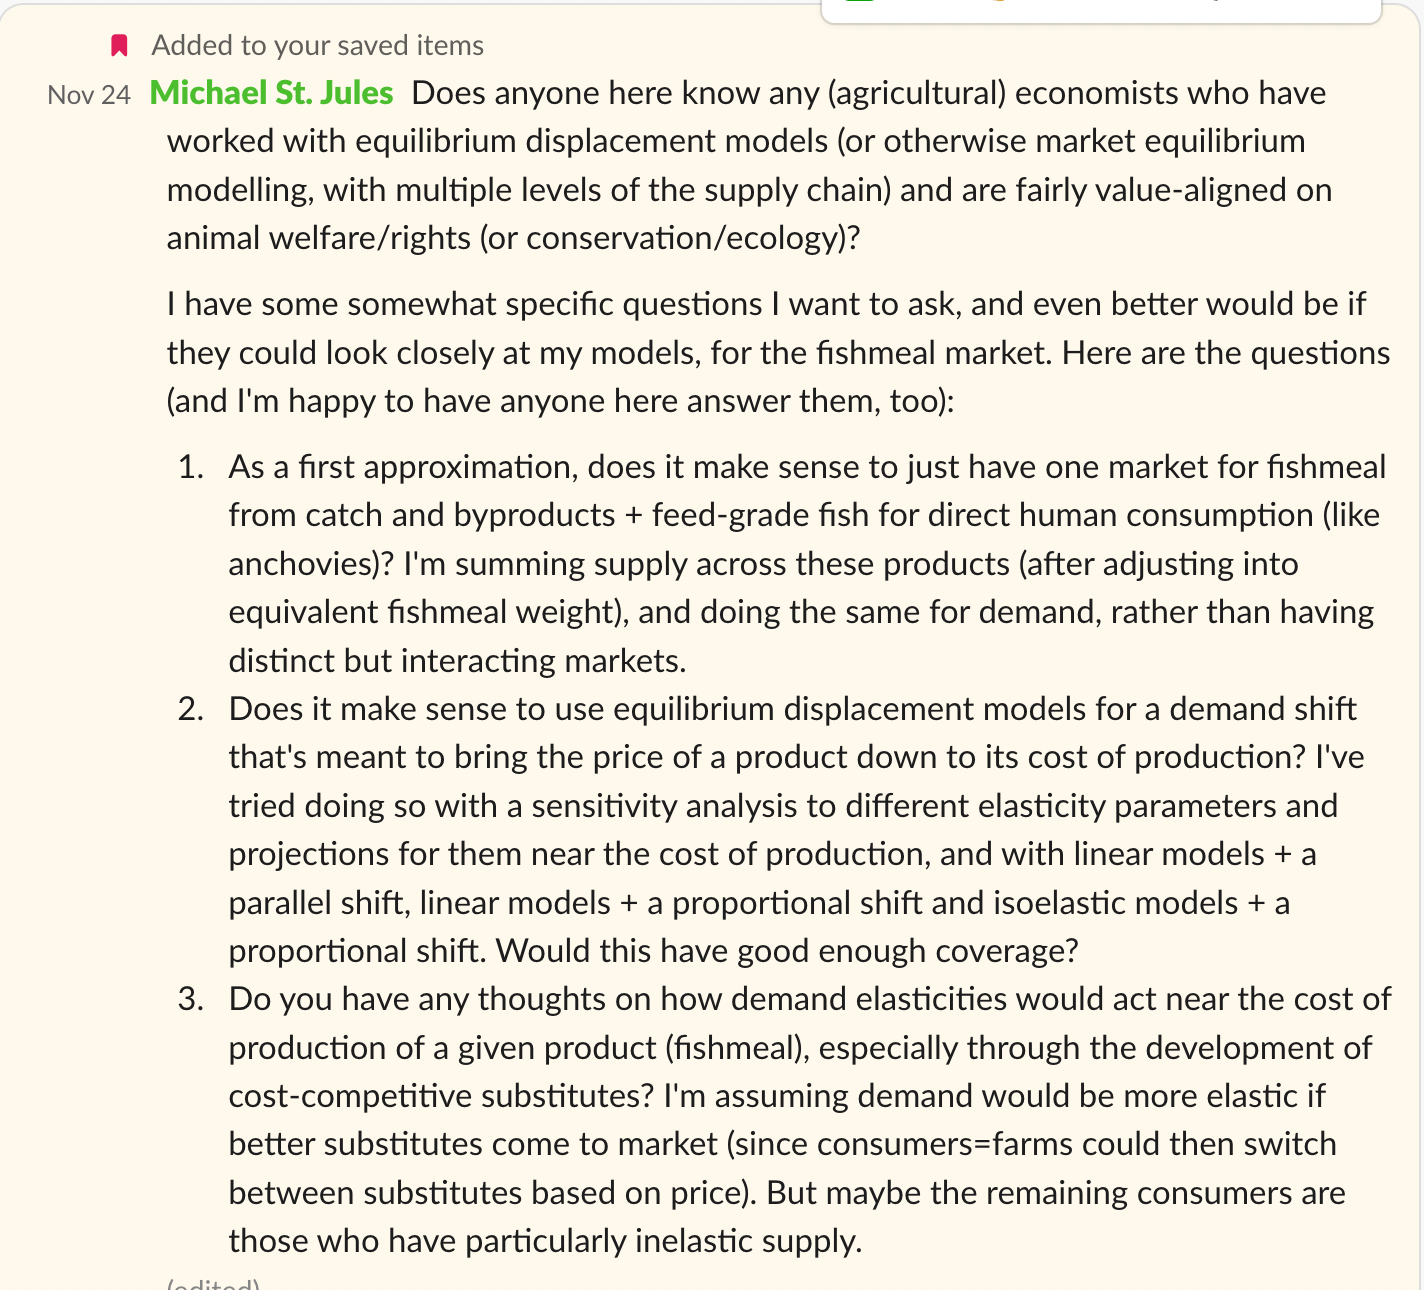 Added to your saved items
Nov 24 Michael St. Jules Does anyone here know any (agricultural) economists who have
worked with equilibrium displacement models (or otherwise market equilibrium
modelling, with multiple levels of the supply chain) and are fairly value-aligned on
animal welfare/rights (or conservation/ecology)?
I have some somewhat specific questions I want to ask, and even better would be if
they could look closely at my models, for the fishmeal market. Here are the questions
(and I'm happy to have anyone here answer them, too):
1. As a first approximation, does it make sense to just have one market for fishmeal
from catch and byproducts + feed-grade fish for direct human consumption (like
anchovies)? I'm summing supply across these products (after adjusting into
equivalent fishmeal weight), and doing the same for demand, rather than having
distinct but interacting markets.
2. Does it make sense to use equilibrium displacement models for a demand shift
that's meant to bring the price of a product down to its cost of production? I've
tried doing so with a sensitivity analysis to different elasticity parameters and
projections for them near the cost of production, and with linear models + a
parallel shift, linear models + a proportional shift and isoelastic models + a
proportional shift. Would this have good enough coverage?
3. Do you have any thoughts on how demand elasticities would act near the cost of
production of a given product (fishmeal), especially through the development of
cost-competitive substitutes? I'm assuming demand would be more elastic if
better substitutes come to market (since consumers=farms could then switch
between substitutes based on price). But maybe the remaining consumers are
those who have particularly inelastic supply.
(edited)